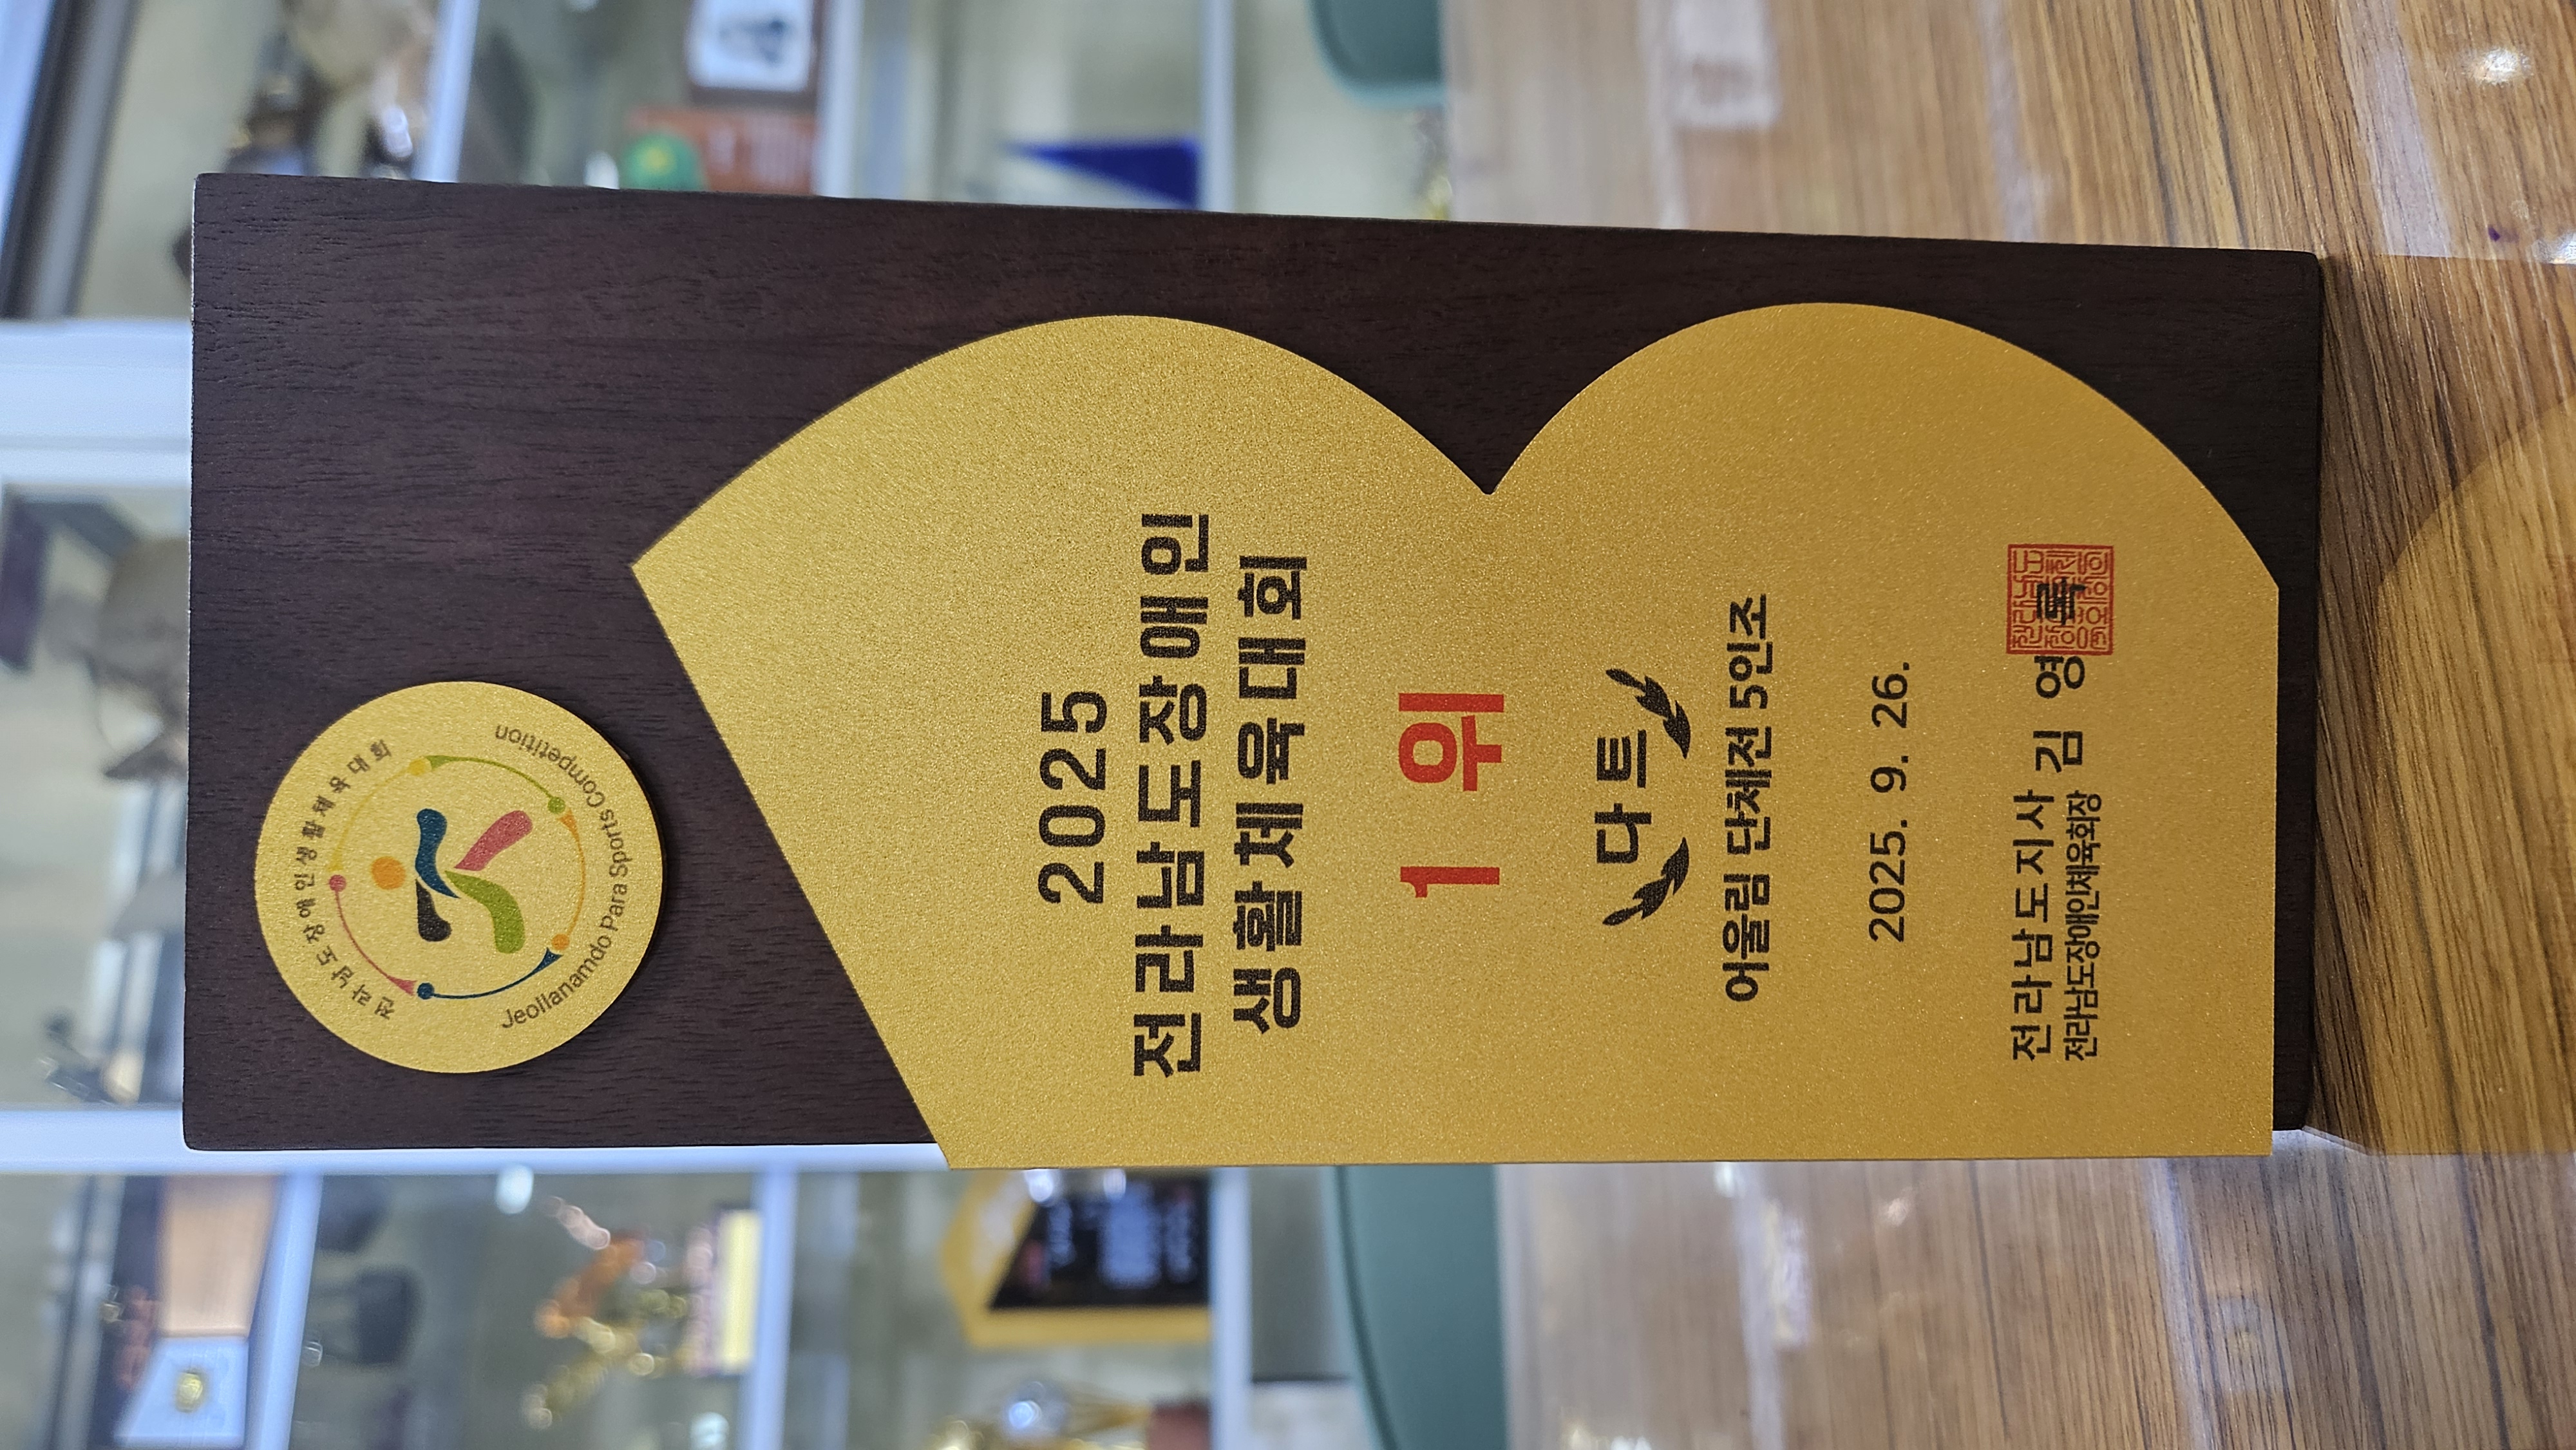 전라남도장애인생활체육대회
Jeollanamdo Para Sports Competition
2025
전라남도장애인
생활체육대회
1 위
다트
어울림 단체전 5인조
2025. 9. 26.
전라남도지사
전라남도장애인체육회장
김 영 록